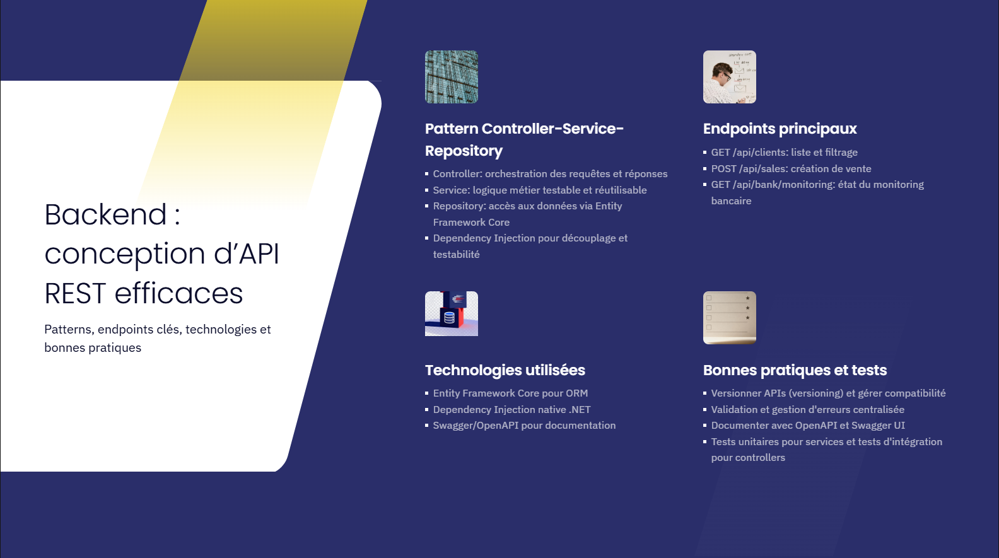 Backend :
conception d’API
REST efficaces
Patterns, endpoints clés, technologies et
bonnes pratiques
Pattern Controller-Service-
Repository
Controller: orchestration des requêtes et réponses
Service: logique métier testable et réutilisable
Repository: accès aux données via Entity
Framework Core
Dependency Injection pour découplage et
testabilité
Endpoints principaux
GET /api/clients: liste et filtrage
POST /api/sales: création de vente
GET /api/bank/monitoring: état du monitoring
bancaire
Technologies utilisées
Entity Framework Core pour ORM
Dependency Injection native .NET
Swagger/OpenAPI pour documentation
Bonnes pratiques et tests
Versionner APIs (versioning) et gérer compatibilité
Validation et gestion d'erreurs centralisée
Documenter avec OpenAPI et Swagger UI
Tests unitaires pour services et tests d'intégration
pour controllers